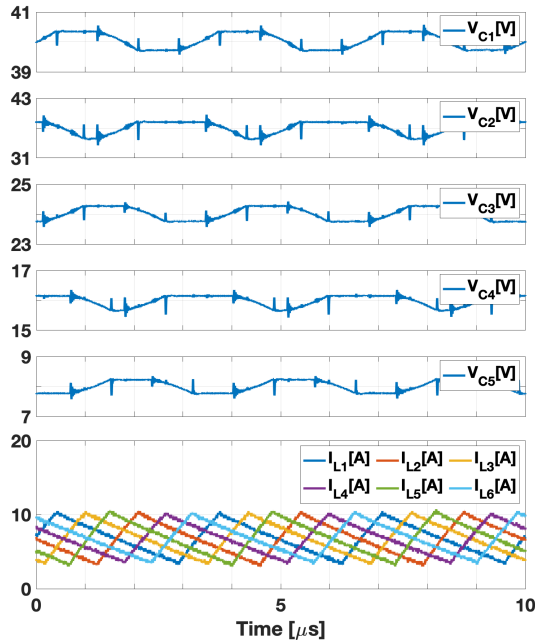 41
V_C1[V]
39
43
V_C2[V]
31
25
V_C3[V]
23
17
V_C4[V]
15
9
V_C5[V]
7
20
I_L1[A] I_L2[A] I_L3[A]
I_L4[A] I_L5[A] I_L6[A]
10
0
0 5 10
Time [μs]